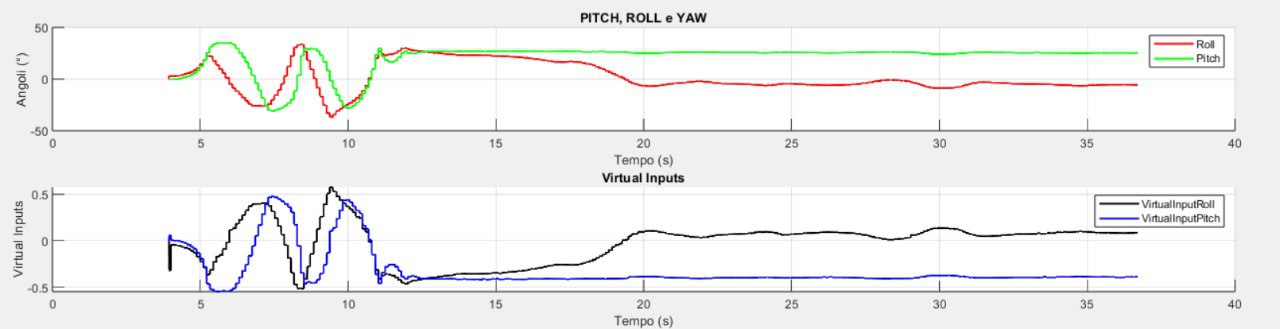 PITCH, ROLL e YAW
50
0
-50
Angoli (°)
Roll
Pitch
0 5 10 15 20 25 30 35 40
Tempo (s)
Virtual Inputs
0.5
0
-0.5
Virtual Inputs
VirtualInputRoll
VirtualInputPitch
0 5 10 15 20 25 30 35 40
Tempo (s)